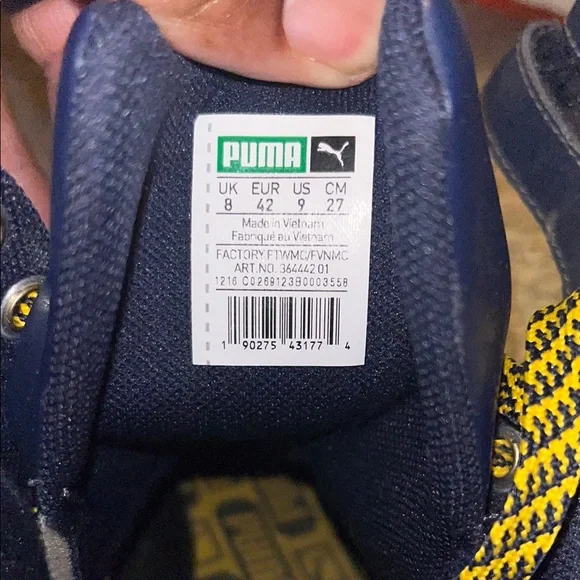 PUMA
UK EUR US CM
8 42 9 27
Made in Vietnam
Fabriqué au Vietnam
FACTORY FTWMC/FVNMC
ART.NO. 364442 01
1216 C0269123B0003558
1 90275 43177 4